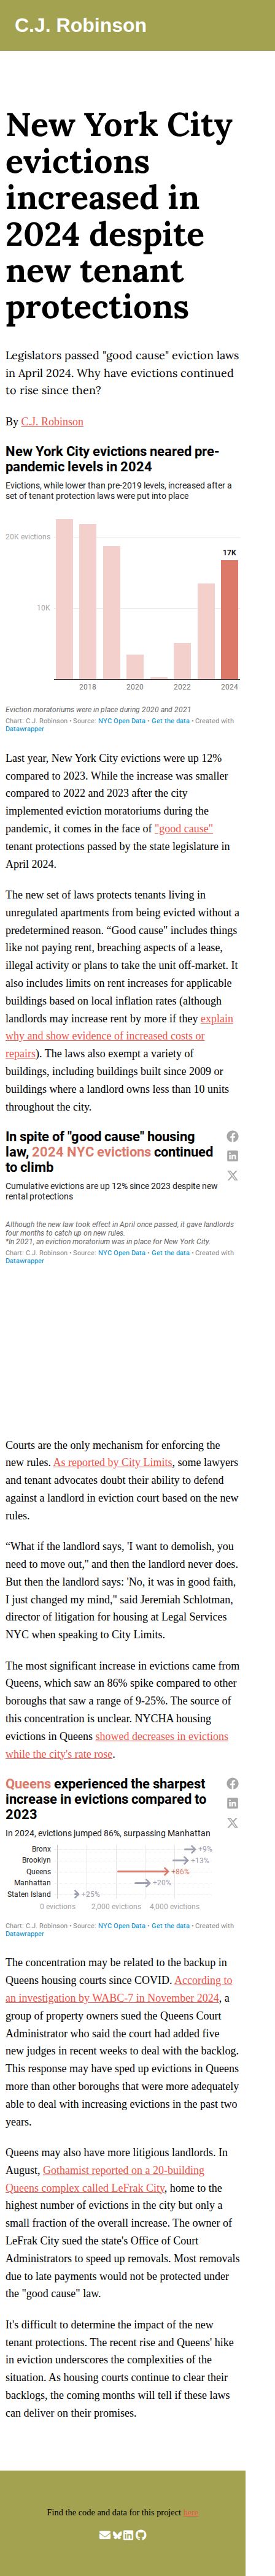 C.J. Robinson
New York City
evictions
increased in
2024 despite
new tenant
protections
Legislators passed "good cause" eviction laws
in April 2024. Why have evictions continued
to rise since then?
By C.J. Robinson
New York City evictions neared pre-
pandemic levels in 2024
Evictions, while lower than pre-2019 levels, increased after a
set of tenant protection laws were put into place
20K evictions
17K
10K
2018 2020 2022 2024
Eviction moratoriums were in place during 2020 and 2021
Chart: C.J. Robinson • Source: NYC Open Data • Get the data • Created with
Datawrapper
Last year, New York City evictions were up 12%
compared to 2023. While the increase was smaller
compared to 2022 and 2023 after the city
implemented eviction moratoriums during the
pandemic, it comes in the face of "good cause"
tenant protections passed by the state legislature in
April 2024.
The new set of laws protects tenants living in
unregulated apartments from being evicted without a
predetermined reason. “Good cause" includes things
like not paying rent, breaching aspects of a lease,
illegal activity or plans to take the unit off-market. It
also includes limits on rent increases for applicable
buildings based on local inflation rates (although
landlords may increase rent by more if they explain
why and show evidence of increased costs or
repairs). The laws also exempt a variety of
buildings, including buildings built since 2009 or
buildings where a landlord owns less than 10 units
throughout the city.
In spite of "good cause" housing
law, 2024 NYC evictions continued
to climb
Cumulative evictions are up 12% since 2023 despite new
rental protections
Although the new law took effect in April once passed, it gave landlords
four months to catch up on new rules.
*In 2021, an eviction moratorium was in place for New York City.
Chart: C.J. Robinson • Source: NYC Open Data • Get the data • Created with
Datawrapper
Courts are the only mechanism for enforcing the
new rules. As reported by City Limits, some lawyers
and tenant advocates doubt their ability to defend
against a landlord in eviction court based on the new
rules.
“What if the landlord says, 'I want to demolish, you
need to move out," and then the landlord never does.
But then the landlord says: 'No, it was in good faith,
I just changed my mind," said Jeremiah Schlotman,
director of litigation for housing at Legal Services
NYC when speaking to City Limits.
The most significant increase in evictions came from
Queens, which saw an 86% spike compared to other
boroughs that saw a range of 9-25%. The source of
this concentration is unclear. NYCHA housing
evictions in Queens showed decreases in evictions
while the city's rate rose.
Queens experienced the sharpest
increase in evictions compared to
2023
In 2024, evictions jumped 86%, surpassing Manhattan
Bronx +9%
Brooklyn +13%
Queens +86%
Manhattan +20%
Staten Island +25%
0 evictions 2,000 evictions 4,000 evictions
Chart: C.J. Robinson • Source: NYC Open Data • Get the data • Created with
Datawrapper
The concentration may be related to the backup in
Queens housing courts since COVID. According to
an investigation by WABC-7 in November 2024, a
group of property owners sued the Queens Court
Administrator who said the court had added five
new judges in recent weeks to deal with the backlog.
This response may have sped up evictions in Queens
more than other boroughs that were more adequately
able to deal with increasing evictions in the past two
years.
Queens may also have more litigious landlords. In
August, Gothamist reported on a 20-building
Queens complex called LeFrak City, home to the
highest number of evictions in the city but only a
small fraction of the overall increase. The owner of
LeFrak City sued the state's Office of Court
Administrators to speed up removals. Most removals
due to late payments would not be protected under
the "good cause" law.
It's difficult to determine the impact of the new
tenant protections. The recent rise and Queens' hike
in eviction underscores the complexities of the
situation. As housing courts continue to clear their
backlogs, the coming months will tell if these laws
can deliver on their promises.
Find the code and data for this project here